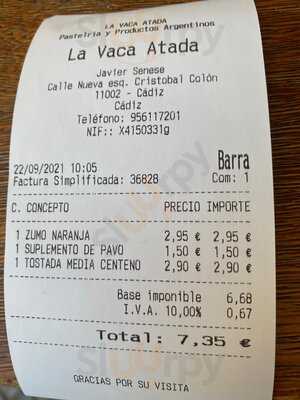 LA VACA ATADA
Pastelria y Productos Argentinos
La Vaca Atada
Javier Senese
Calle Nueva esq. Cristobal Colón
11002 - Cádiz
Cádiz
Teléfono: 956117201
NIF:: X4150331g
22/09/2021 10:05 Barra
Factura Simplificada: 36828 Com: 1
C. CONCEPTO PRECIO IMPORTE
1 ZUMO NARANJA 2,95 € 2,95 €
1 SUPLEMENTO DE PAVO 1,50 € 1,50 €
1 TOSTADA MEDIA CENTENO 2,90 € 2,90 €
Base imponible 6,68
I.V.A. 10,00% 0,67
Total: 7,35 €
GRACIAS POR SU VISITA
sluurpy